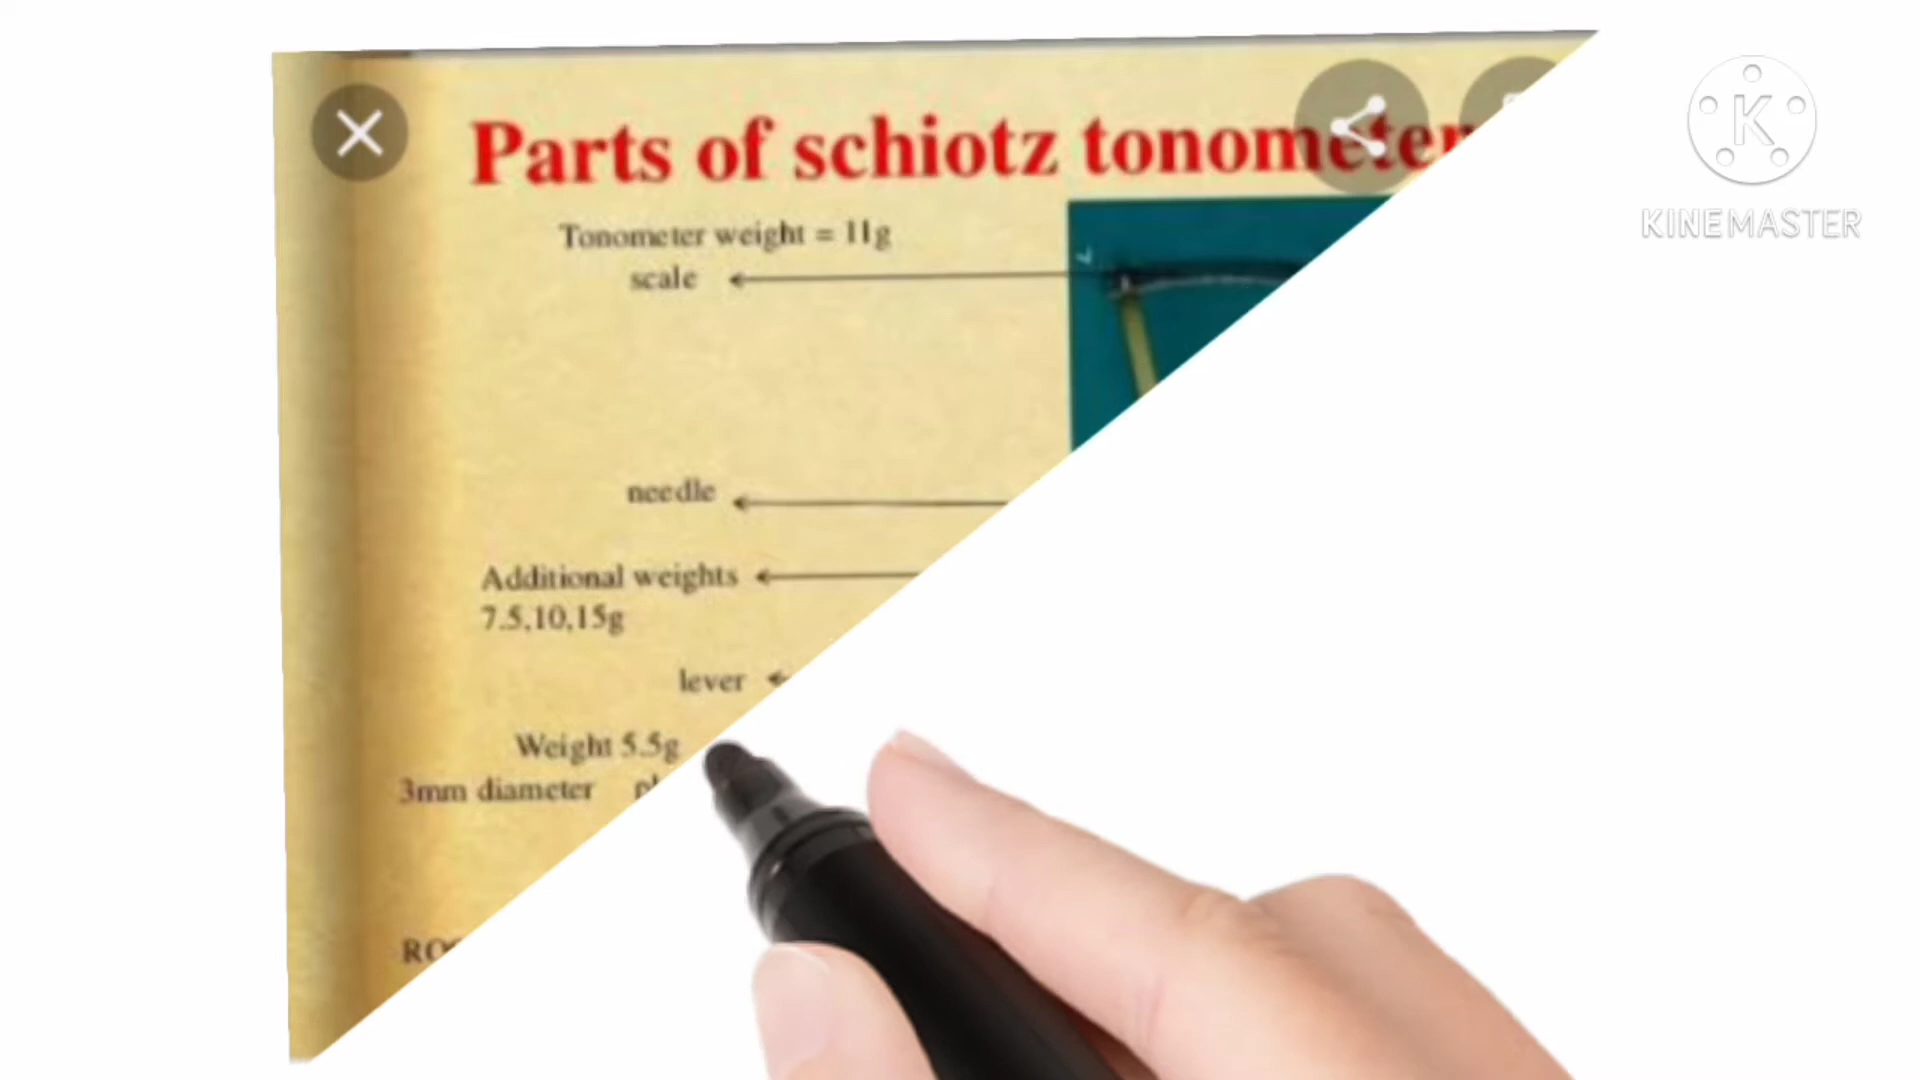 Parts of schiotz tonometer
Tonometer weight = 11g
scale
needle
Additional weights
7.5,10,15g
lever
Weight 5.5g
3mm diameter
K
KINEMASTER